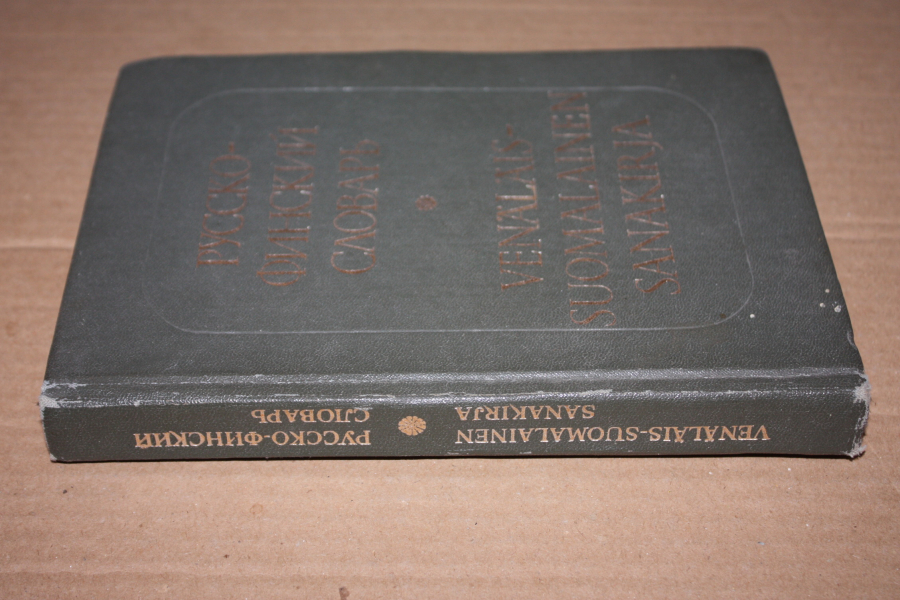 РУССКО-
ФИНСКИЙ
СЛОВАРЬ
VENÄLÄIS-
SUOMALAINEN
SANAKIRJA
VENÄLÄIS-SUOMALAINEN
SANAKIRJA
РУССКО-ФИНСКИЙ
СЛОВАРЬ